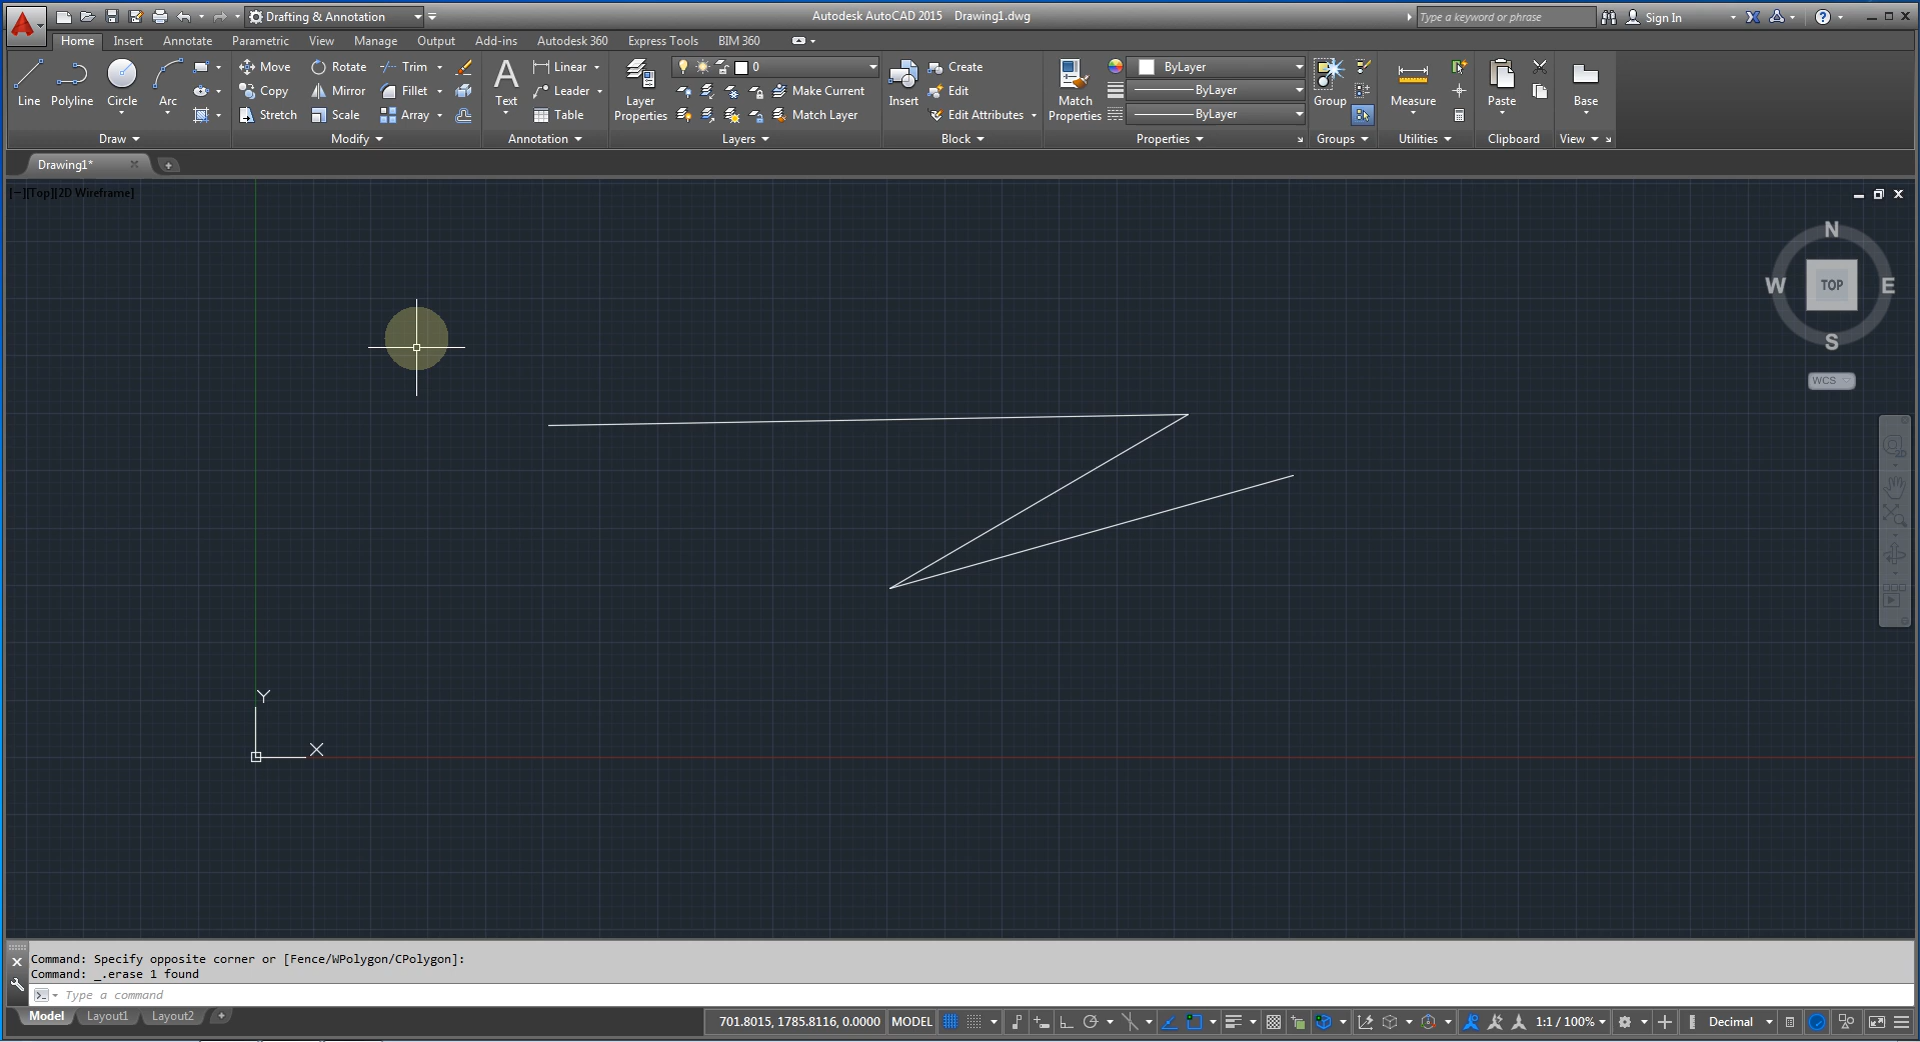 Drafting & Annotation
Autodesk AutoCAD 2015 Drawing1.dwg
Type a keyword or phrase
Sign In
Home Insert Annotate Parametric View Manage Output Add-ins Autodesk 360 Express Tools BIM 360
Line Polyline Circle Arc
Move Rotate Trim
Copy Mirror Fillet
Stretch Scale Array
Text
Linear
Leader
Table
Layer
Properties
0
Make Current
Match Layer
Insert
Create
Edit
Edit Attributes
Match
Properties
ByLayer
ByLayer
ByLayer
Group
Measure
Paste
Base
Draw Modify Annotation Layers Block Properties Groups Utilities Clipboard View
Drawing1*
[−][Top][2D Wireframe]
N
W TOP E
S
WCS
2D
Y
X
Command: Specify opposite corner or [Fence/WPolygon/CPolygon]:
Command: _.erase 1 found
Type a command
Model Layout1 Layout2
701.8015, 1785.8116, 0.0000 MODEL 1:1 / 100% Decimal